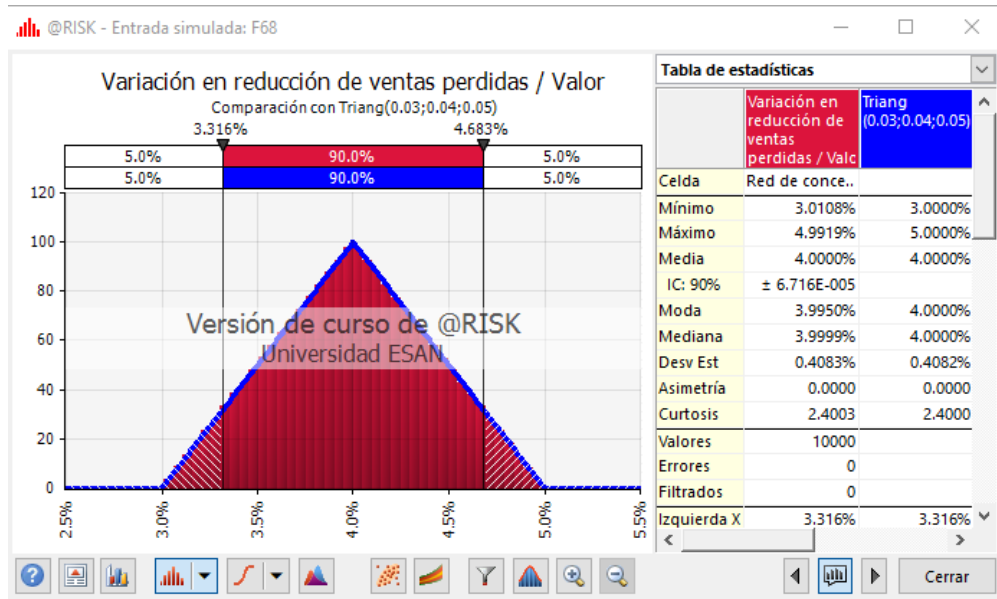 @RISK - Entrada simulada: F68
Variación en reducción de ventas perdidas / Valor
Comparación con Triang(0.03;0.04;0.05)
3.316% 4.683%
5.0% 90.0% 5.0%
5.0% 90.0% 5.0%
120
100
80
60
40
20
0
2.5% 3.0% 3.5% 4.0% 4.5% 5.0% 5.5%
Versión de curso de @RISK
Universidad ESAN
Tabla de estadísticas
Variación en
reducción de
ventas
perdidas / Valc
Triang
(0.03;0.04;0.05)
Celda Red de conce..
Mínimo 3.0108% 3.0000%
Máximo 4.9919% 5.0000%
Media 4.0000% 4.0000%
IC: 90% ± 6.716E-005
Moda 3.9950% 4.0000%
Mediana 3.9999% 4.0000%
Desv Est 0.4083% 0.4082%
Asimetría 0.0000 0.0000
Curtosis 2.4003 2.4000
Valores 10000
Errores 0
Filtrados 0
Izquierda X 3.316% 3.316%
Cerrar